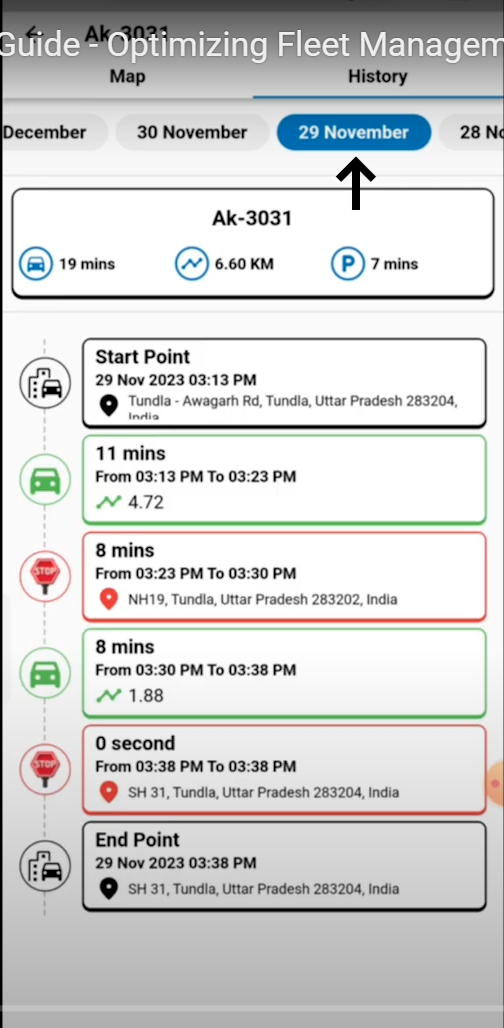 Ak-3031
Guide - Optimizing Fleet Managem
Map
History
December
30 November
29 November
28 No
Ak-3031
19 mins
6.60 KM
P
7 mins
Start Point
29 Nov 2023 03:13 PM
Tundla - Awagarh Rd, Tundla, Uttar Pradesh 283204,
India
11 mins
From 03:13 PM To 03:23 PM
4.72
STOP
8 mins
From 03:23 PM To 03:30 PM
NH19, Tundla, Uttar Pradesh 283202, India
8 mins
From 03:30 PM To 03:38 PM
1.88
STOP
0 second
From 03:38 PM To 03:38 PM
SH 31, Tundla, Uttar Pradesh 283204, India
End Point
29 Nov 2023 03:38 PM
SH 31, Tundla, Uttar Pradesh 283204, India